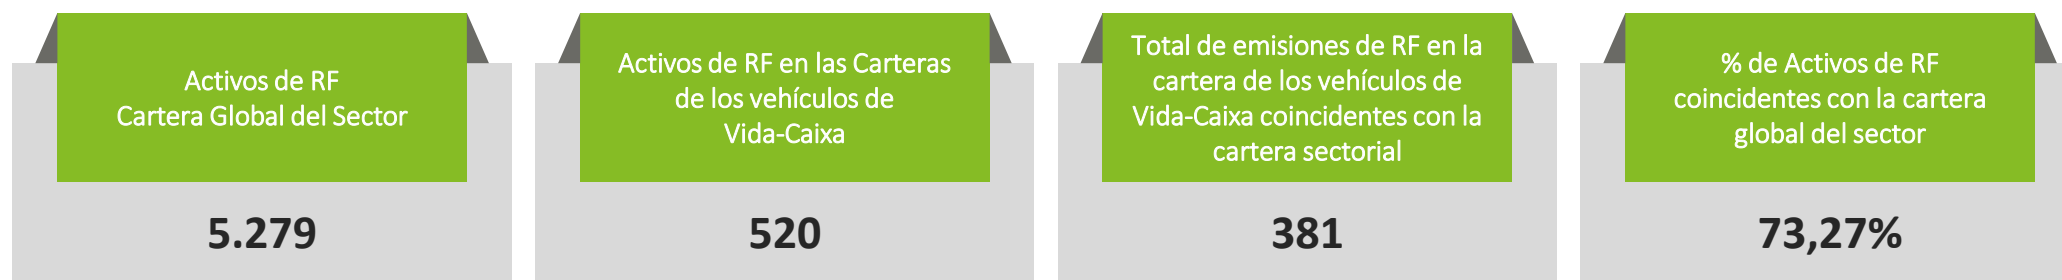 Activos de RF
Cartera Global del Sector
5.279
Activos de RF en las Carteras
de los vehículos de
Vida-Caixa
520
Total de emisiones de RF en la
cartera de los vehículos de
Vida-Caixa coincidentes con la
cartera sectorial
381
% de Activos de RF
coincidentes con la cartera
global del sector
73,27%